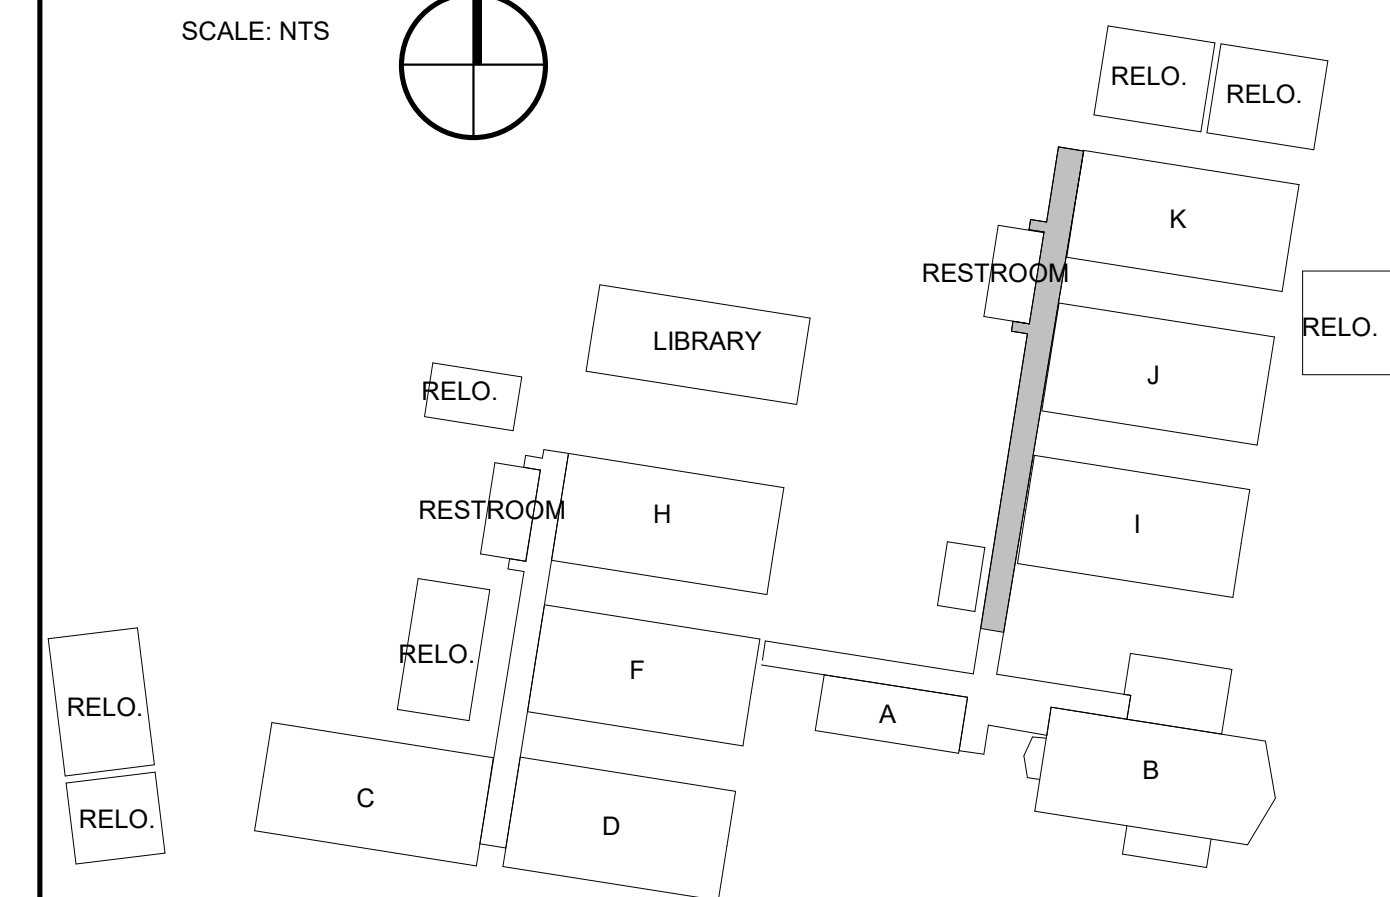 SCALE: NTS
RELO.
RELO.
K
RESTROOM
RELO.
LIBRARY
J
RELO.
RESTROOM
H
I
RELO.
F
RELO.
A
B
C
RELO.
D